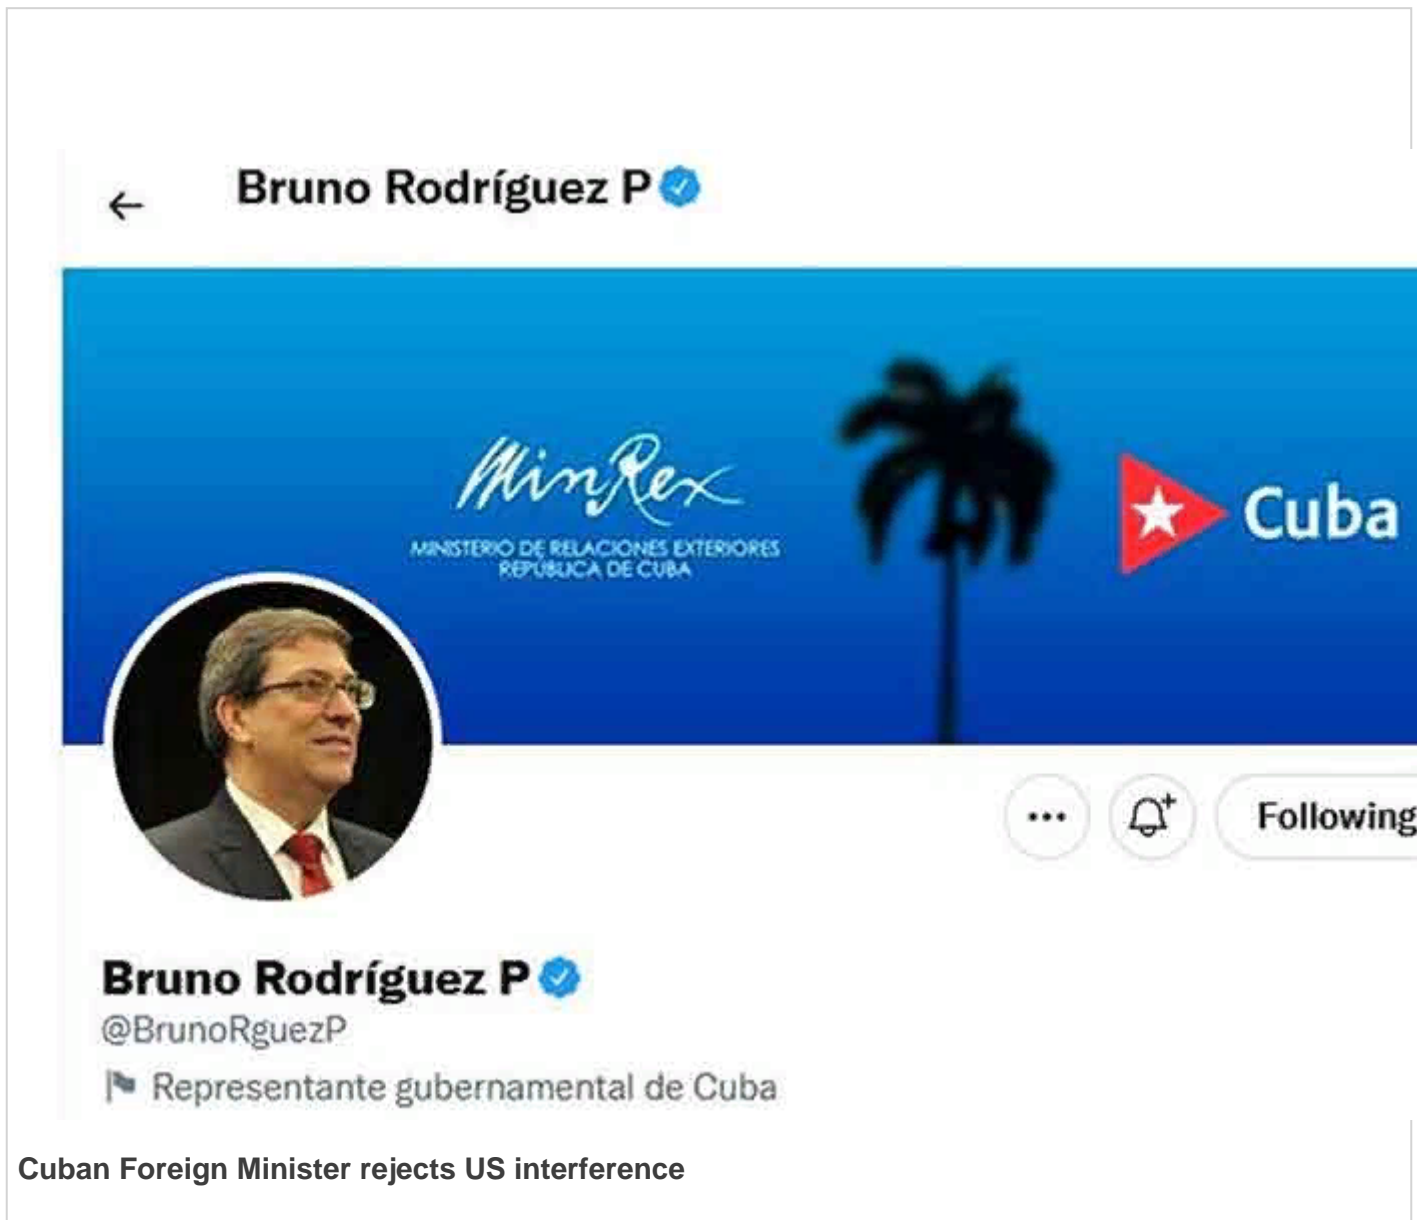 Bruno Rodríguez P
MinRex
MINISTERIO DE RELACIONES EXTERIORES
REPÚBLICA DE CUBA
Cuba
Following
Bruno Rodríguez P
@BrunoRguezP
Representante gubernamental de Cuba
Cuban Foreign Minister rejects US interference